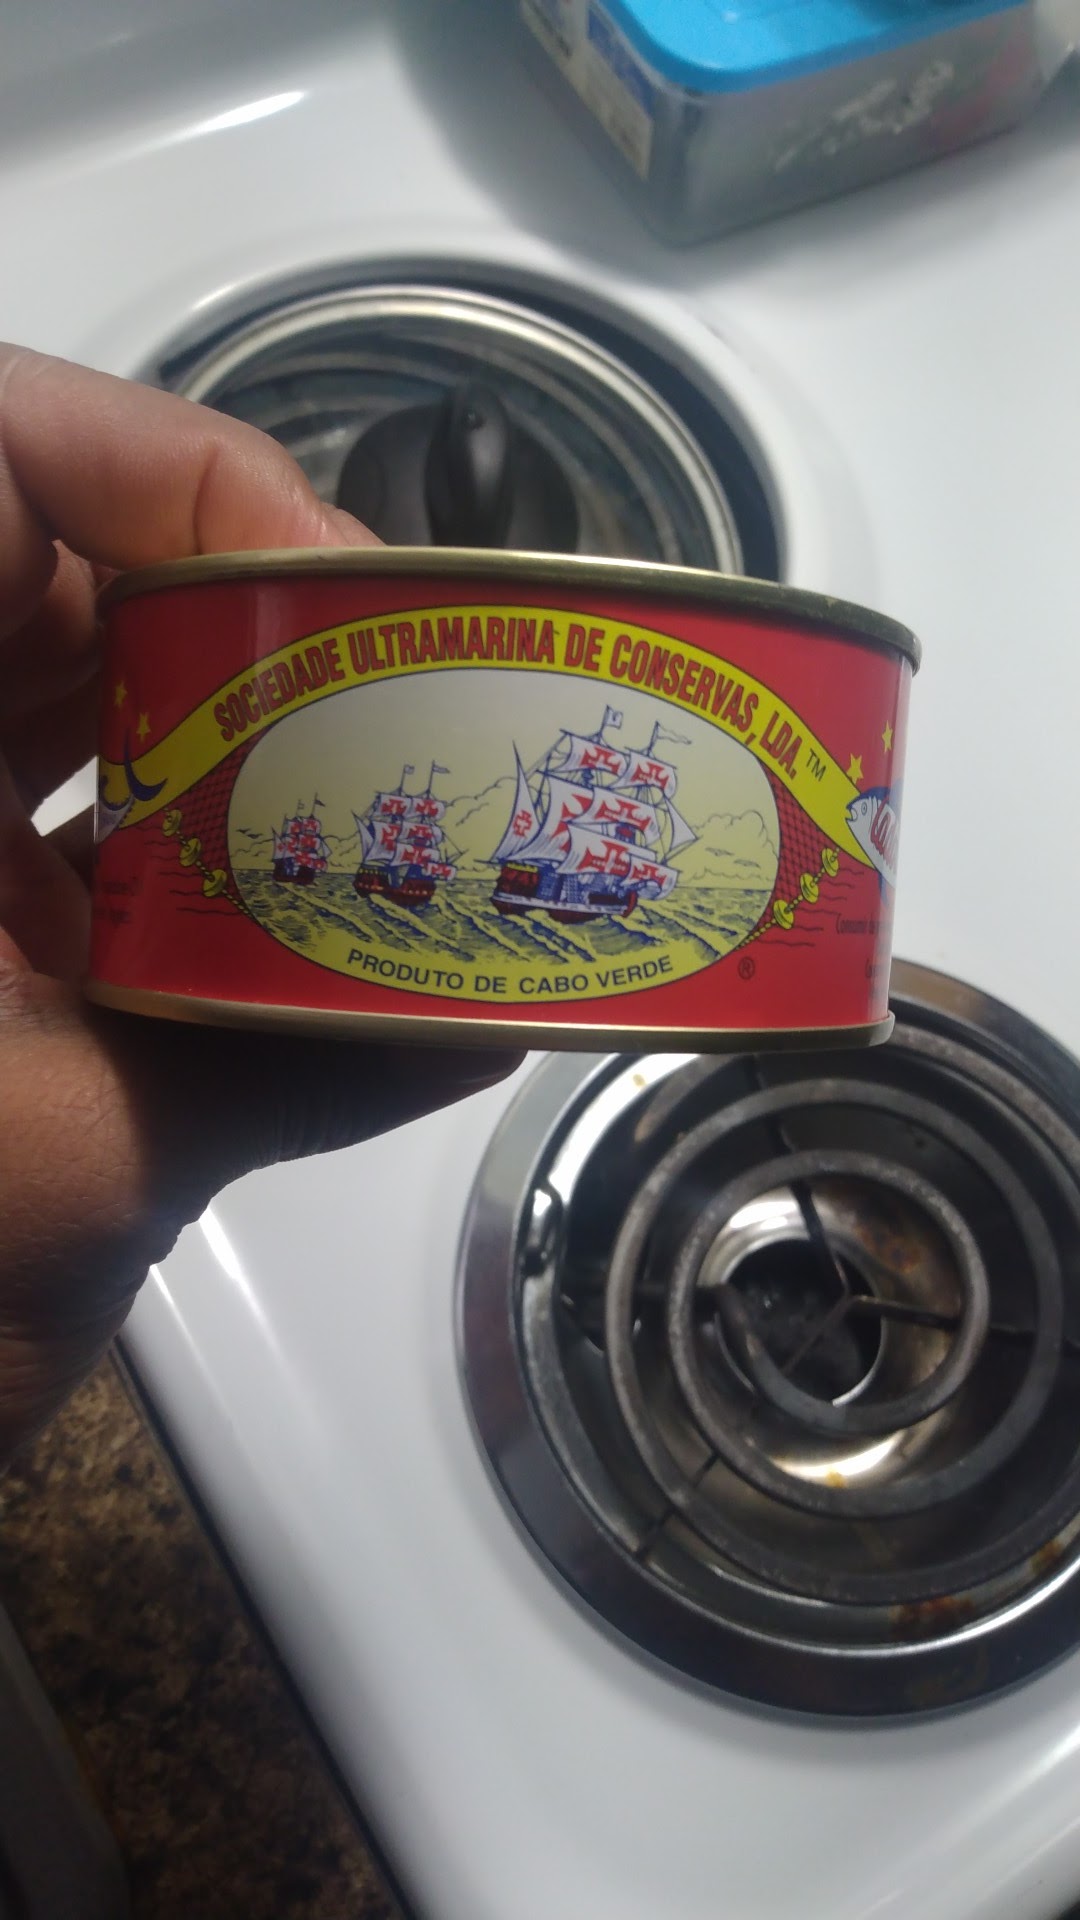 SOCIEDADE ULTRAMARINA DE CONSERVAS, LDA.™
PRODUTO DE CABO VERDE
®